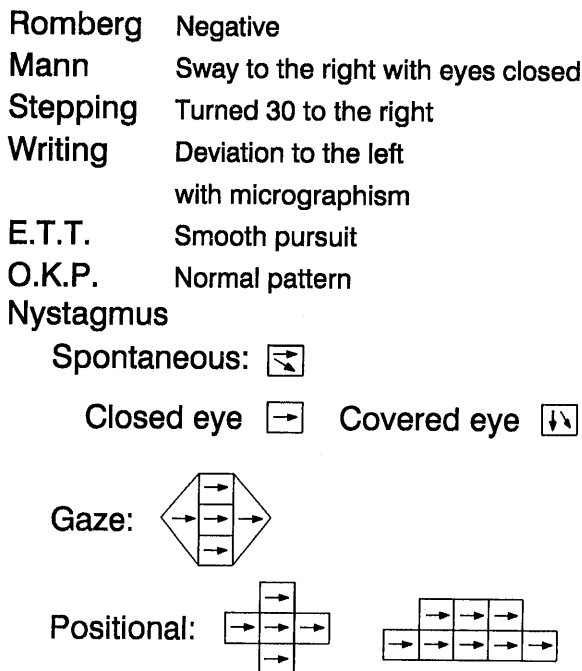 Romberg Negative
Mann Sway to the right with eyes closed
Stepping Turned 30 to the right
Writing Deviation to the left
with micrographism
E.T.T. Smooth pursuit
O.K.P. Normal pattern
Nystagmus
Spontaneous:
Closed eye Covered eye
Gaze:
Positional: